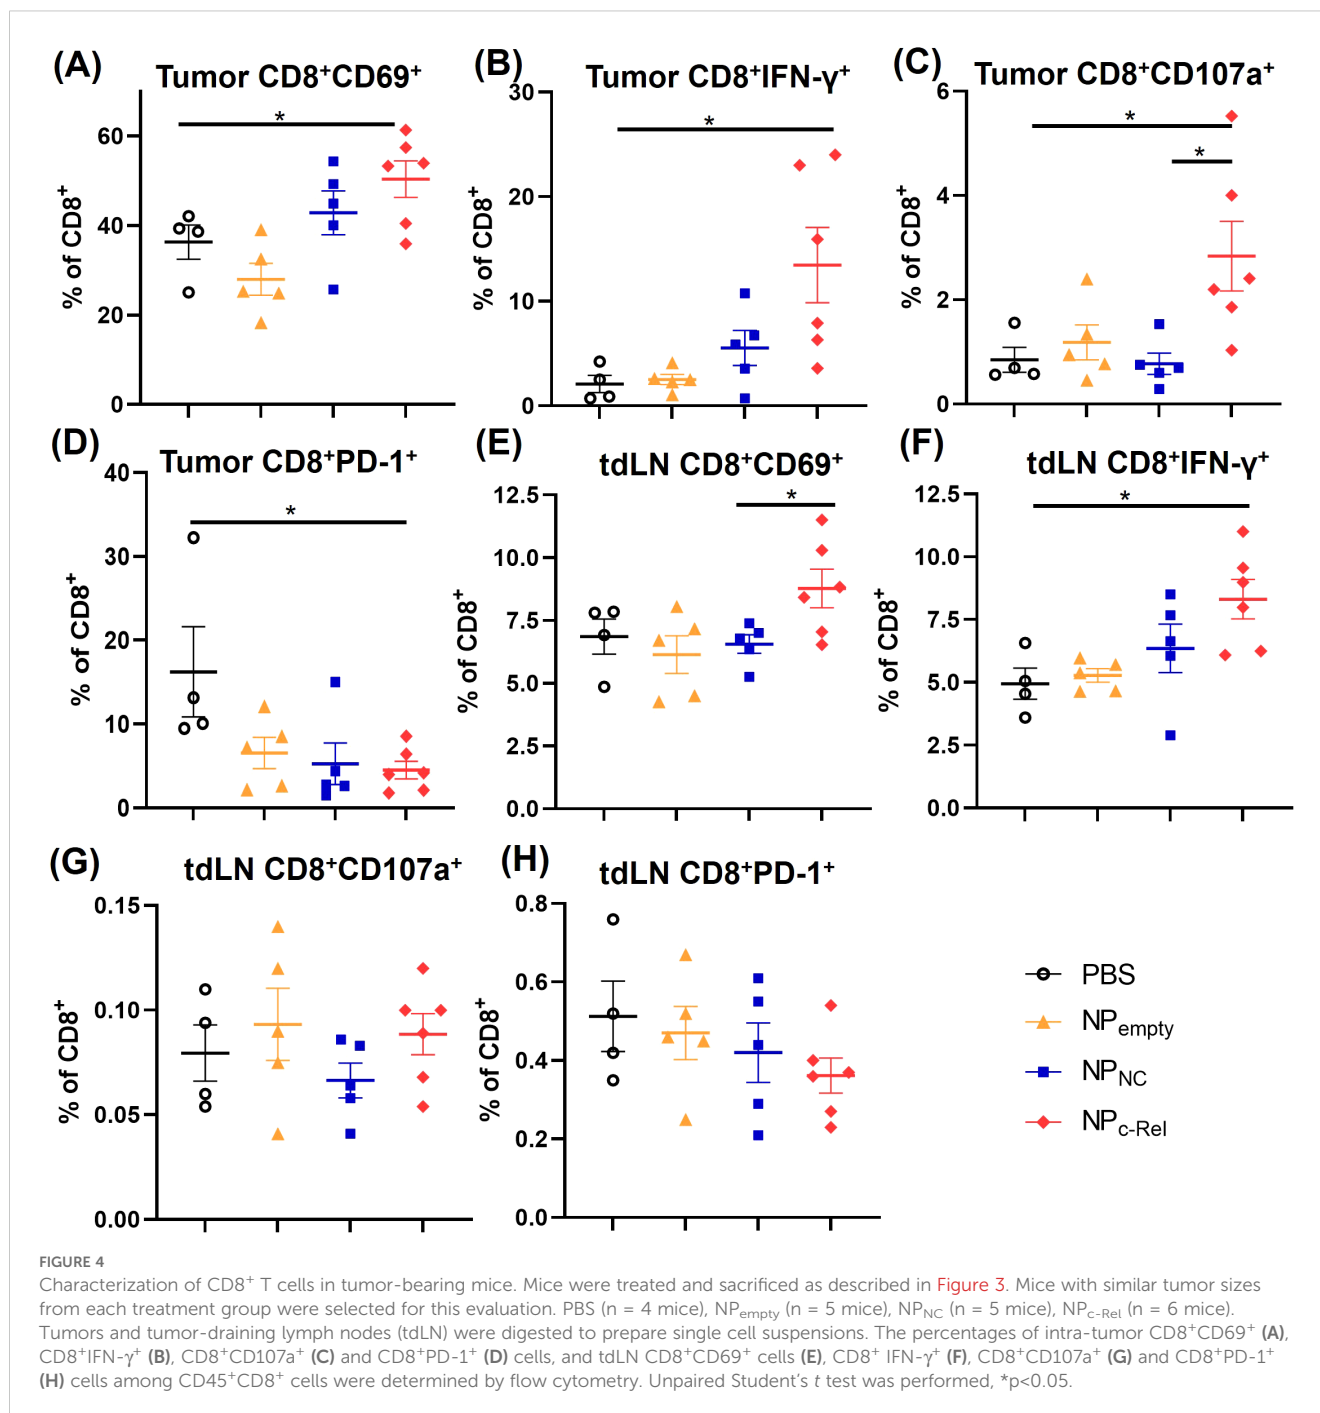 (A)
Tumor CD8⁺CD69⁺
% of CD8⁺
60
40
20
0
*
(B)
Tumor CD8⁺IFN-γ⁺
% of CD8⁺
30
20
10
0
*
(C)
Tumor CD8⁺CD107a⁺
% of CD8⁺
6
4
2
0
*
*
(D)
Tumor CD8⁺PD-1⁺
% of CD8⁺
40
30
20
10
0
*
(E)
tdLN CD8⁺CD69⁺
% of CD8⁺
12.5
10.0
7.5
5.0
2.5
0.0
*
(F)
tdLN CD8⁺IFN-γ⁺
% of CD8⁺
12.5
10.0
7.5
5.0
2.5
0.0
*
(G)
tdLN CD8⁺CD107a⁺
% of CD8⁺
0.15
0.10
0.05
0.00
(H)
tdLN CD8⁺PD-1⁺
% of CD8⁺
0.8
0.6
0.4
0.2
0.0
PBS
NPempty
NPNC
NPc-Rel
FIGURE 4
Characterization of CD8⁺ T cells in tumor-bearing mice. Mice were treated and sacrificed as described in Figure 3. Mice with similar tumor sizes
from each treatment group were selected for this evaluation. PBS (n = 4 mice), NPempty (n = 5 mice), NPNC (n = 5 mice), NPc-Rel (n = 6 mice).
Tumors and tumor-draining lymph nodes (tdLN) were digested to prepare single cell suspensions. The percentages of intra-tumor CD8⁺CD69⁺ (A),
CD8⁺IFN-γ⁺ (B), CD8⁺CD107a⁺ (C) and CD8⁺PD-1⁺ (D) cells, and tdLN CD8⁺CD69⁺ cells (E), CD8⁺ IFN-γ⁺ (F), CD8⁺CD107a⁺ (G) and CD8⁺PD-1⁺
(H) cells among CD45⁺CD8⁺ cells were determined by flow cytometry. Unpaired Student's t test was performed, *p<0.05.